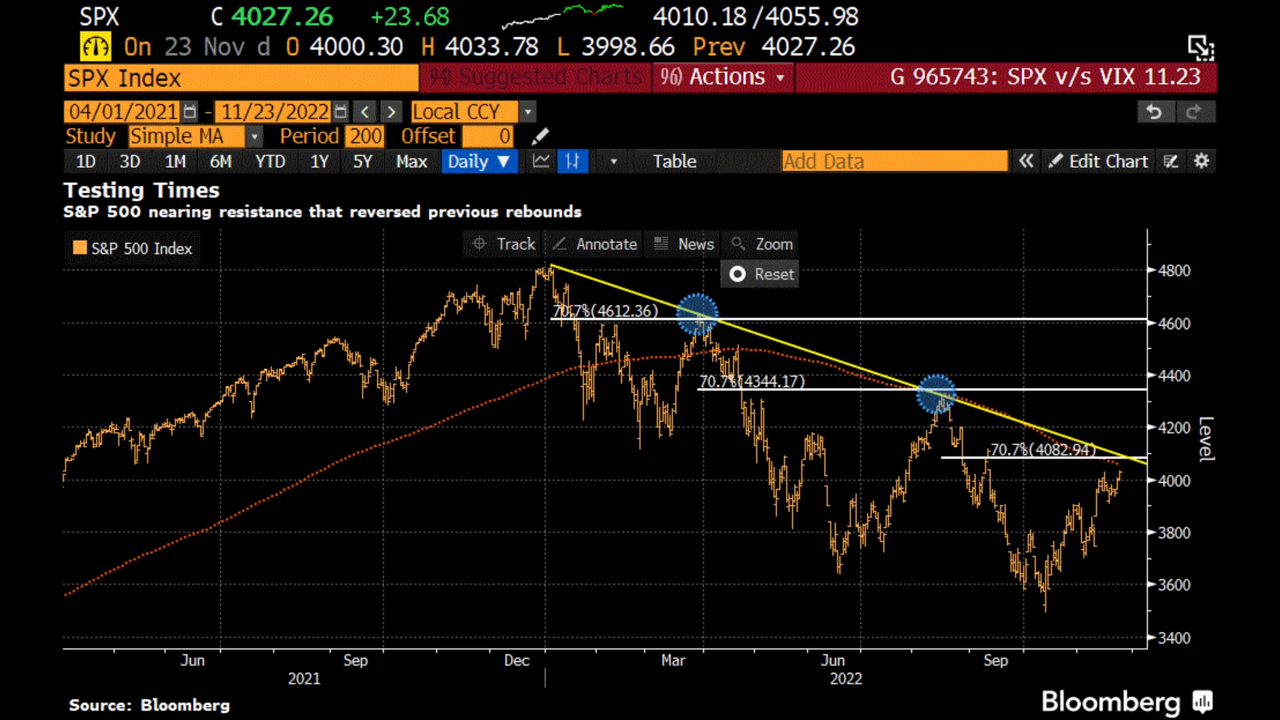 SPX C 4027.26 +23.68 4010.18/4055.98
On 23 Nov d O 4000.30 H 4033.78 L 3998.66 Prev 4027.26
SPX Index 94) Suggested Charts 96) Actions G 965743: SPX v/s VIX 11.23
04/01/2021 - 11/23/2022 Local CCY
Study Simple MA Period 200 Offset 0
1D 3D 1M 6M YTD 1Y 5Y Max Daily ▼ Table Add Data « Edit Chart
Testing Times
S&P 500 nearing resistance that reversed previous rebounds
S&P 500 Index
Track Annotate News Zoom
Reset
70.7%(4612.36)
70.7%(4344.17)
70.7%(4082.94)
4800
4600
4400
4200
4000
3800
3600
3400
Level
Jun Sep Dec Mar Jun Sep
2021 2022
Source: Bloomberg
Bloomberg